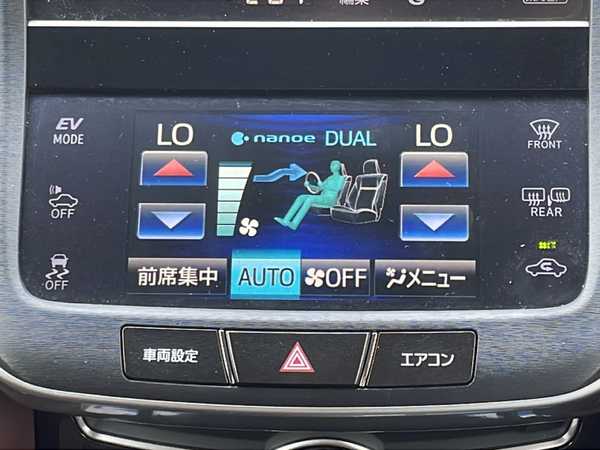 EV
MODE
LO
nanoe DUAL
LO
FRONT
OFF
REAR
OFF
前席集中
AUTO
OFF
メニュー
車両設定
エアコン